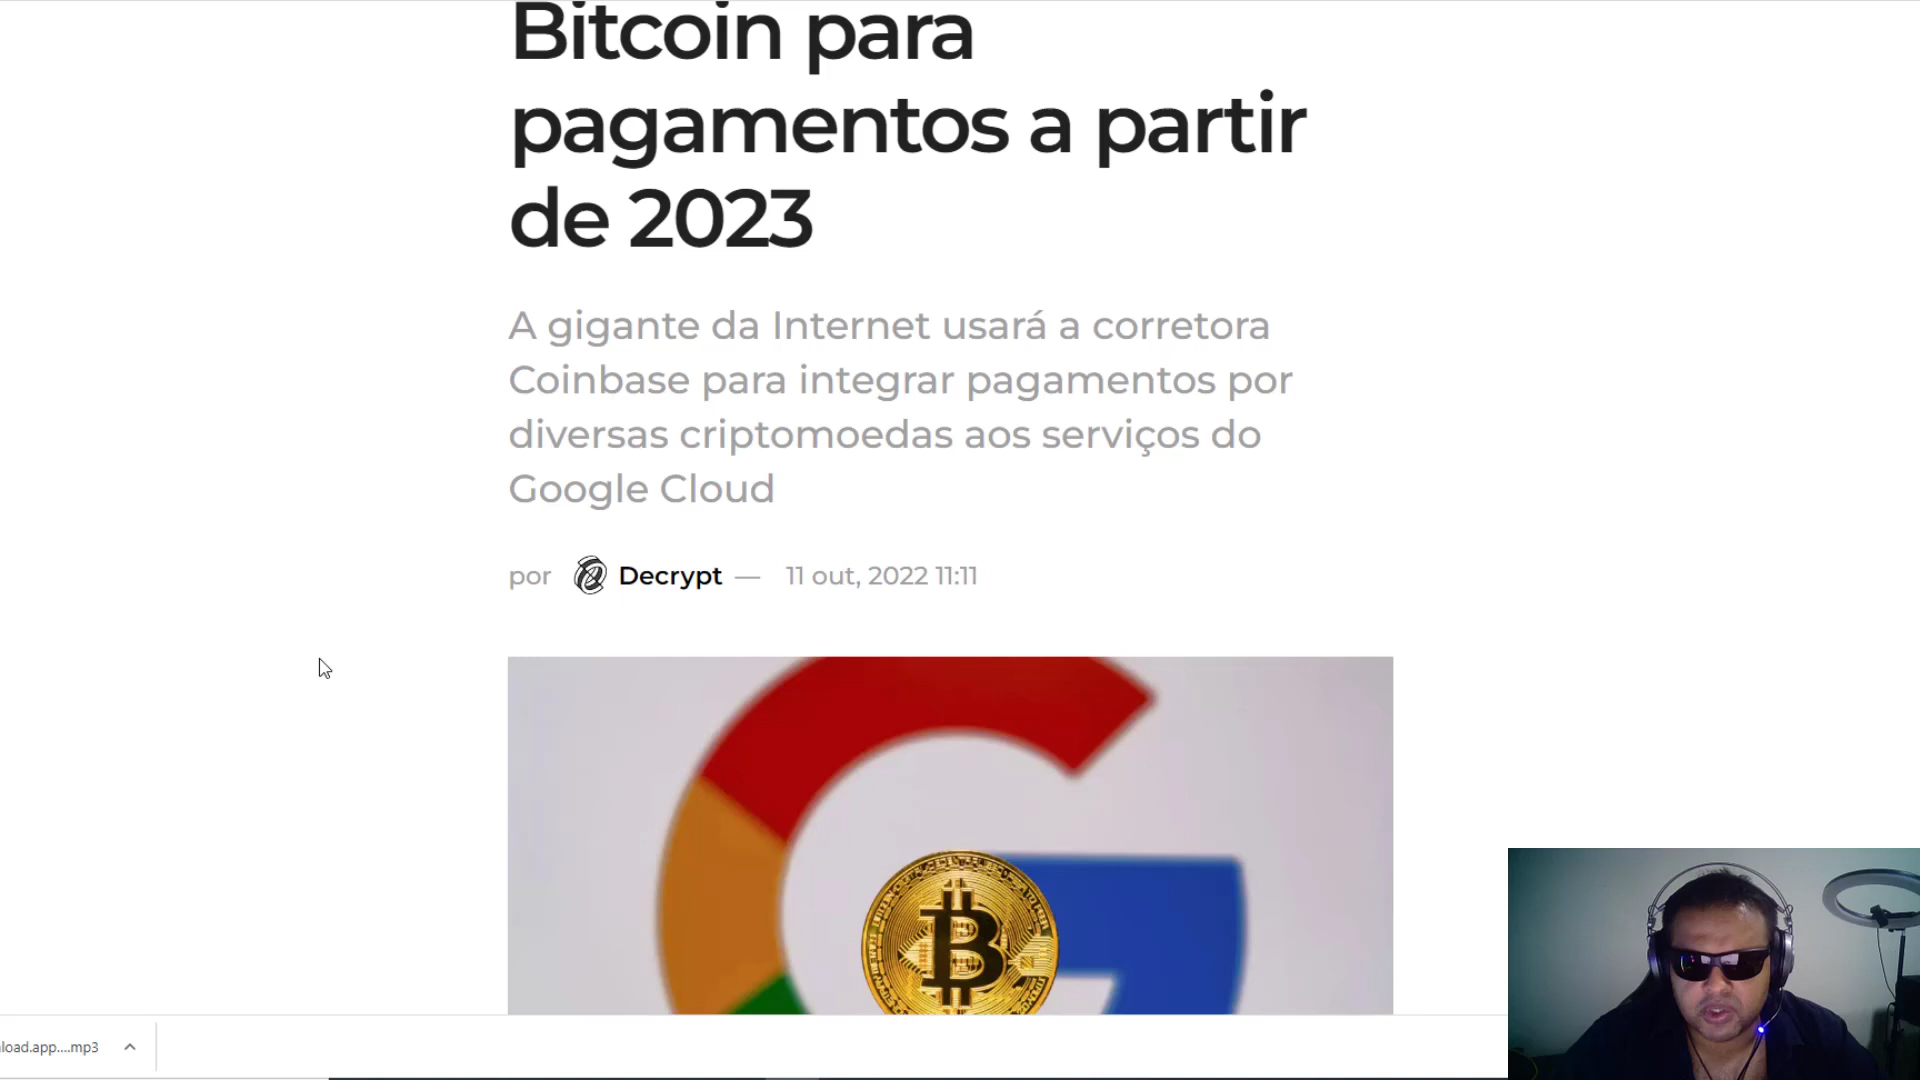 Bitcoin para
pagamentos a partir
de 2023
A gigante da Internet usará a corretora
Coinbase para integrar pagamentos por
diversas criptomoedas aos serviços do
Google Cloud
por Decrypt — 11 out, 2022 11:11
load.app....mp3